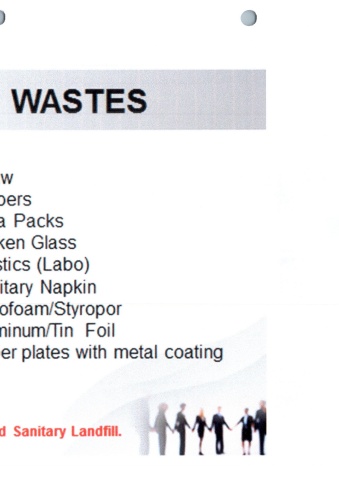 WASTES
w
pers
a Packs
ken Glass
stics (Labo)
itary Napkin
ofoam/Styropor
minum/Tin Foil
er plates with metal coating
d Sanitary Landfill.